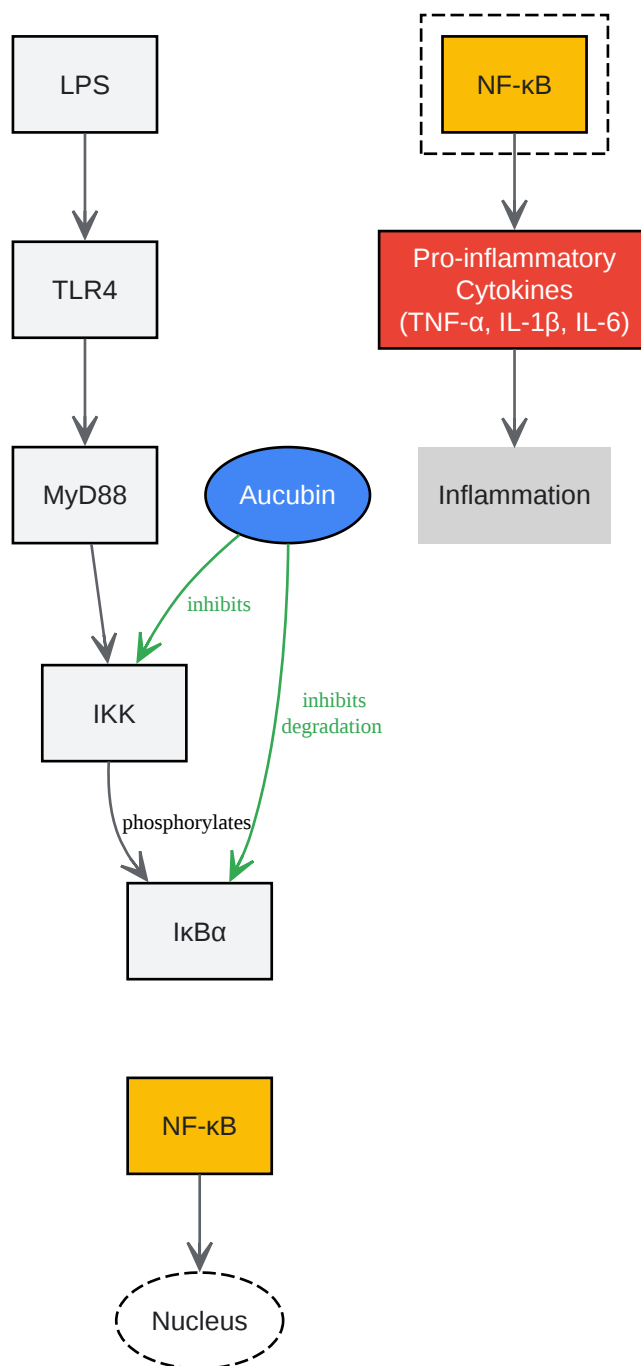 LPS
NF-κB
TLR4
Pro-inflammatory
Cytokines
(TNF-α, IL-1β, IL-6)
MyD88
Aucubin
Inflammation
inhibits
IKK
inhibits
degradation
phosphorylates
IκBα
NF-κB
Nucleus